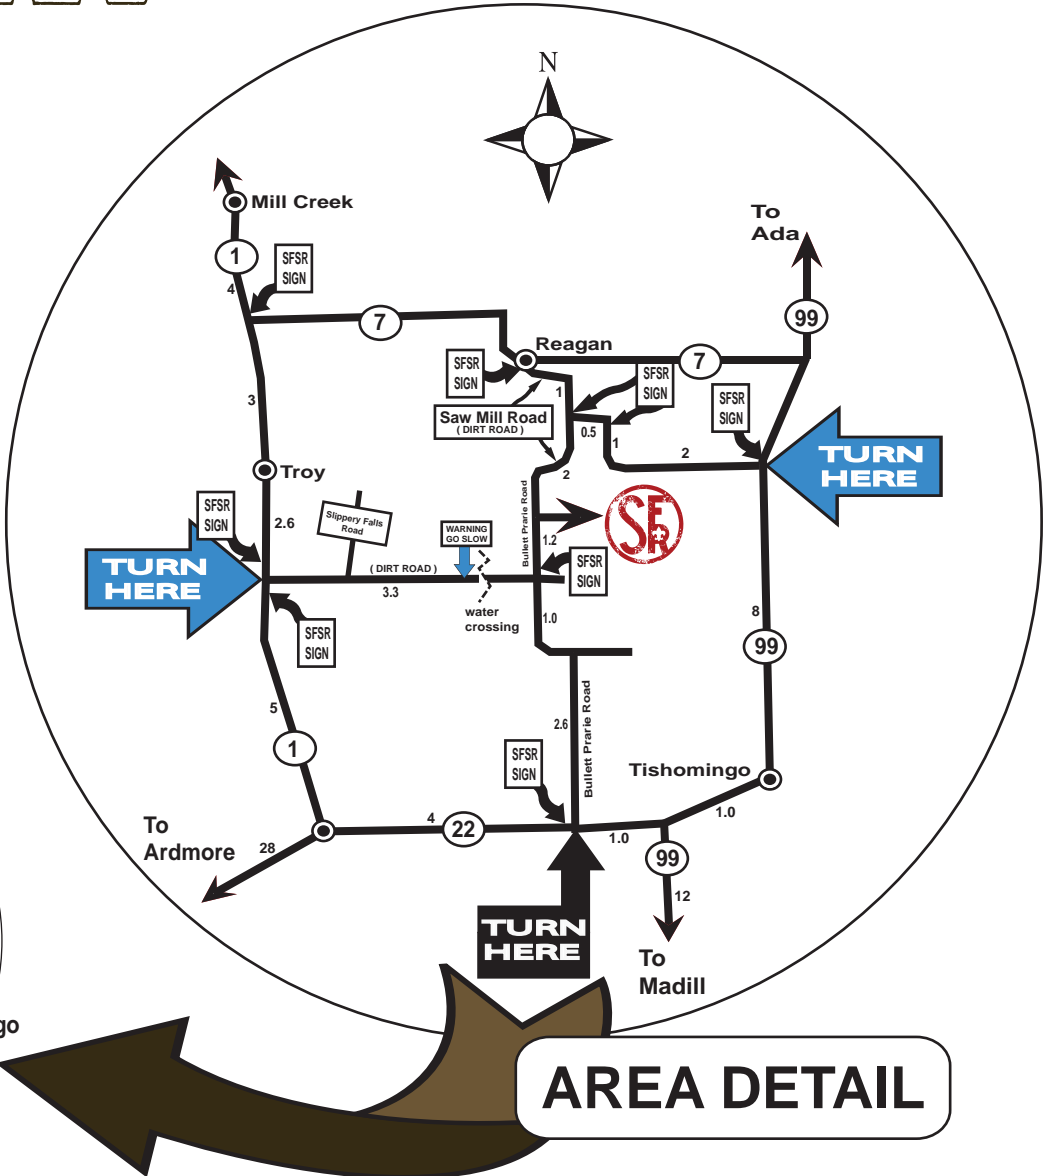 N
Mill Creek
1
4
SFSR
SIGN
To
Ada
99
7
Reagan
7
SFSR
SIGN
SFSR
SIGN
SFSR
SIGN
1
3
Saw Mill Road
( DIRT ROAD )
0.5
1
2
TURN
HERE
Troy
2
SFSR
SIGN
2.6
Slippery Falls
Road
WARNING
GO SLOW
Bullett Prarie Road
1.2
SFSR
TURN
HERE
( DIRT ROAD )
3.3
SFSR
SIGN
water
crossing
1.0
8
99
SFSR
SIGN
5
1
2.6
Bullett Prarie Road
SFSR
SIGN
Tishomingo
To
Ardmore
28
4
22
1.0
1.0
99
12
TURN
HERE
To
Madill
go
AREA DETAIL